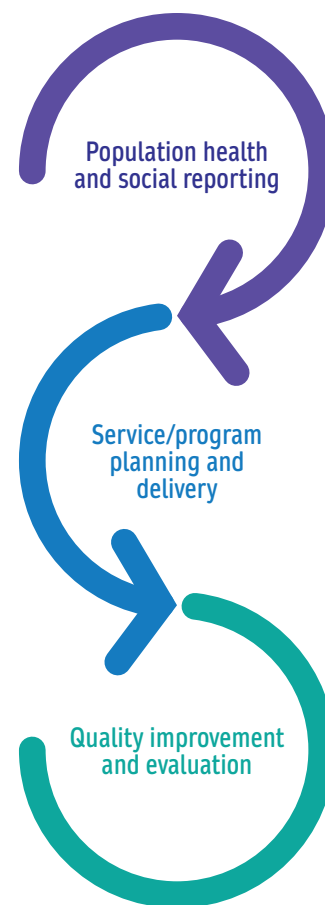 Population health
and social reporting
Service/program
planning and
delivery
Quality improvement
and evaluation